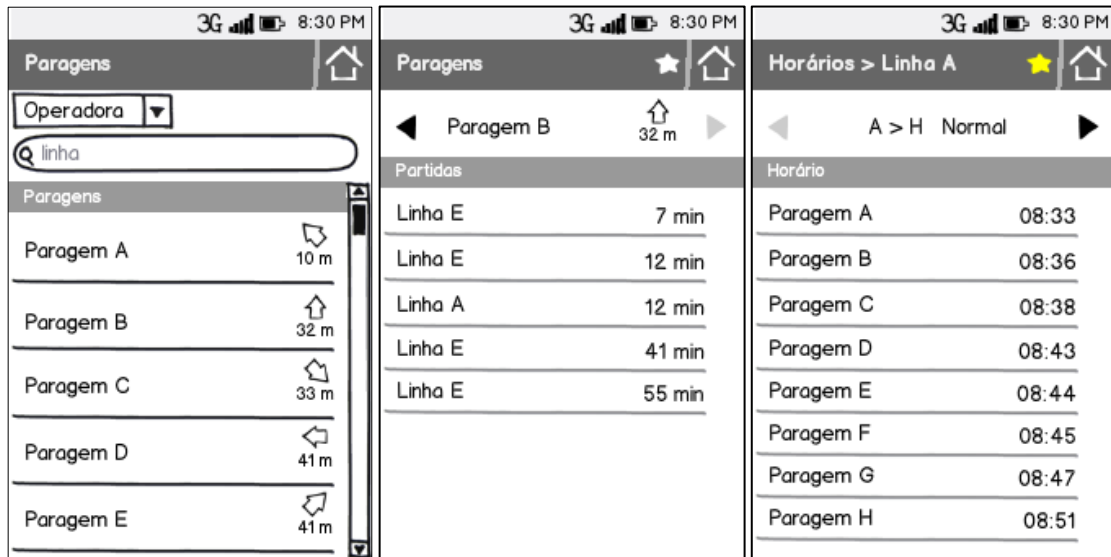 3G 8:30 PM
Paragens
Operadora
linha
Paragens
Paragem A
10 m
Paragem B
32 m
Paragem C
33 m
Paragem D
41 m
Paragem E
41 m
3G 8:30 PM
Paragens
Paragem B
32 m
Partidas
Linha E 7 min
Linha E 12 min
Linha A 12 min
Linha E 41 min
Linha E 55 min
3G 8:30 PM
Horários > Linha A
A > H Normal
Horário
Paragem A 08:33
Paragem B 08:36
Paragem C 08:38
Paragem D 08:43
Paragem E 08:44
Paragem F 08:45
Paragem G 08:47
Paragem H 08:51